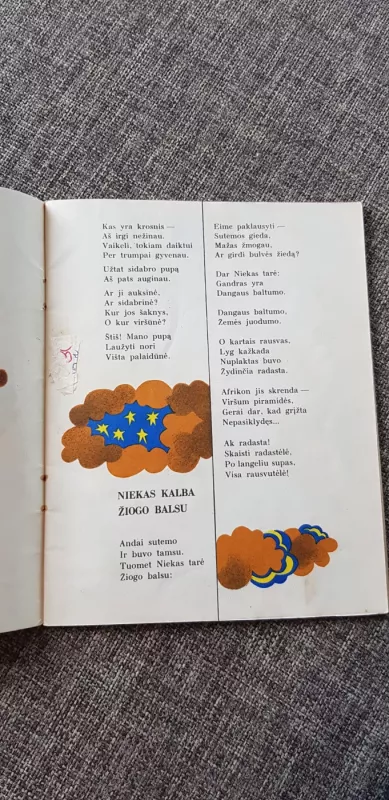 Kas yra krosnis —
Aš irgi nežinau.
Vaikeli, tokiam daiktui
Per trumpai gyvenau.
Užtat sidabro pupą
Aš pats auginau.
Ar ji auksinė,
Ar sidabrinė?
Kur jos šaknys,
O kur viršūnė?
Štiš! Mano pupą
Laužyti nori
Višta palaidūnė.
NIEKAS KALBA
ŽIOGO BALSU
Andai sutemo
Ir buvo tamsu.
Tuomet Niekas tarė
Žiogo balsu:
Eime paklausyti —
Sutemos gieda,
Mažas žmogau,
Ar girdi bulvės žiedą?
Dar Niekas tarė:
Gandras yra
Dangaus baltumo.
Dangaus baltumo,
Žemės juodumo.
O kartais rausvas,
Lyg kažkada
Nuplaktas buvo
Žydinčia radasta.
Afrikon jis skrenda —
Viršum piramidės,
Gerai dar, kad grįžta
Nepasiklydęs...
Ak radasta!
Skaisti radastėlė,
Po langeliu supas,
Visa rausvutėlė!